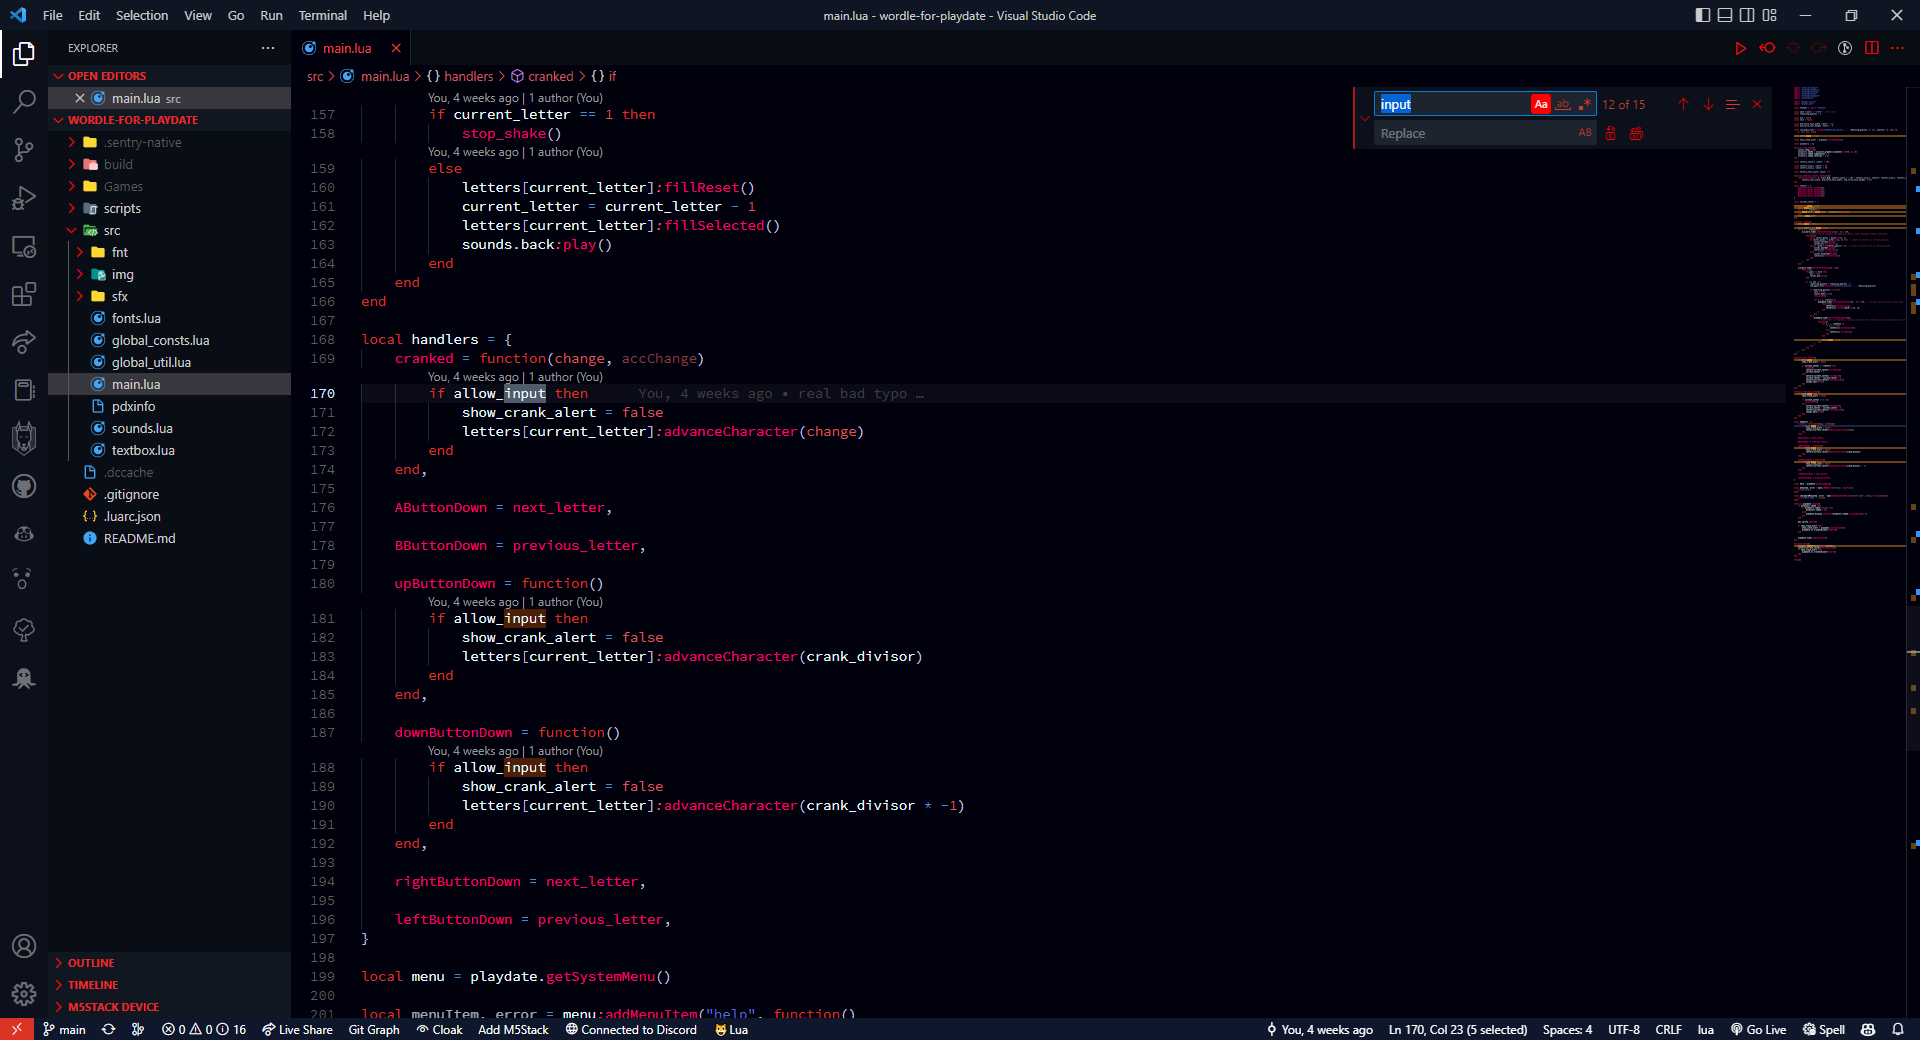 File Edit Selection View Go Run Terminal Help
main.lua - wordle-for-playdate - Visual Studio Code
EXPLORER
OPEN EDITORS
main.lua src
WORDLE-FOR-PLAYDATE
.sentry-native
build
Games
scripts
src
fnt
img
sfx
fonts.lua
global_consts.lua
global_util.lua
main.lua
pdxinfo
sounds.lua
textbox.lua
.dccache
.gitignore
.luarc.json
README.md
OUTLINE
TIMELINE
M5STACK DEVICE
main.lua
src > main.lua > {} handlers > cranked > {} if
input Aa ab 12 of 15
Replace AB
You, 4 weeks ago | 1 author (You)
157 if current_letter == 1 then
158 stop_shake()
You, 4 weeks ago | 1 author (You)
159 else
160 letters[current_letter]:fillReset()
161 current_letter = current_letter - 1
162 letters[current_letter]:fillSelected()
163 sounds.back:play()
164 end
165 end
166 end
167
168 local handlers = {
169 cranked = function(change, accChange)
You, 4 weeks ago | 1 author (You)
170 if allow_input then You, 4 weeks ago • real bad typo …
171 show_crank_alert = false
172 letters[current_letter]:advanceCharacter(change)
173 end
174 end,
175
176 AButtonDown = next_letter,
177
178 BButtonDown = previous_letter,
179
180 upButtonDown = function()
You, 4 weeks ago | 1 author (You)
181 if allow_input then
182 show_crank_alert = false
183 letters[current_letter]:advanceCharacter(crank_divisor)
184 end
185 end,
186
187 downButtonDown = function()
You, 4 weeks ago | 1 author (You)
188 if allow_input then
189 show_crank_alert = false
190 letters[current_letter]:advanceCharacter(crank_divisor * -1)
191 end
192 end,
193
194 rightButtonDown = next_letter,
195
196 leftButtonDown = previous_letter,
197 }
198
199 local menu = playdate.getSystemMenu()
200
201 local menuItem, error = menu:addMenuItem("help", function()
main 0 0 16 Live Share Git Graph Cloak Add M5Stack Connected to Discord Lua
You, 4 weeks ago Ln 170, Col 23 (5 selected) Spaces: 4 UTF-8 CRLF lua Go Live Spell